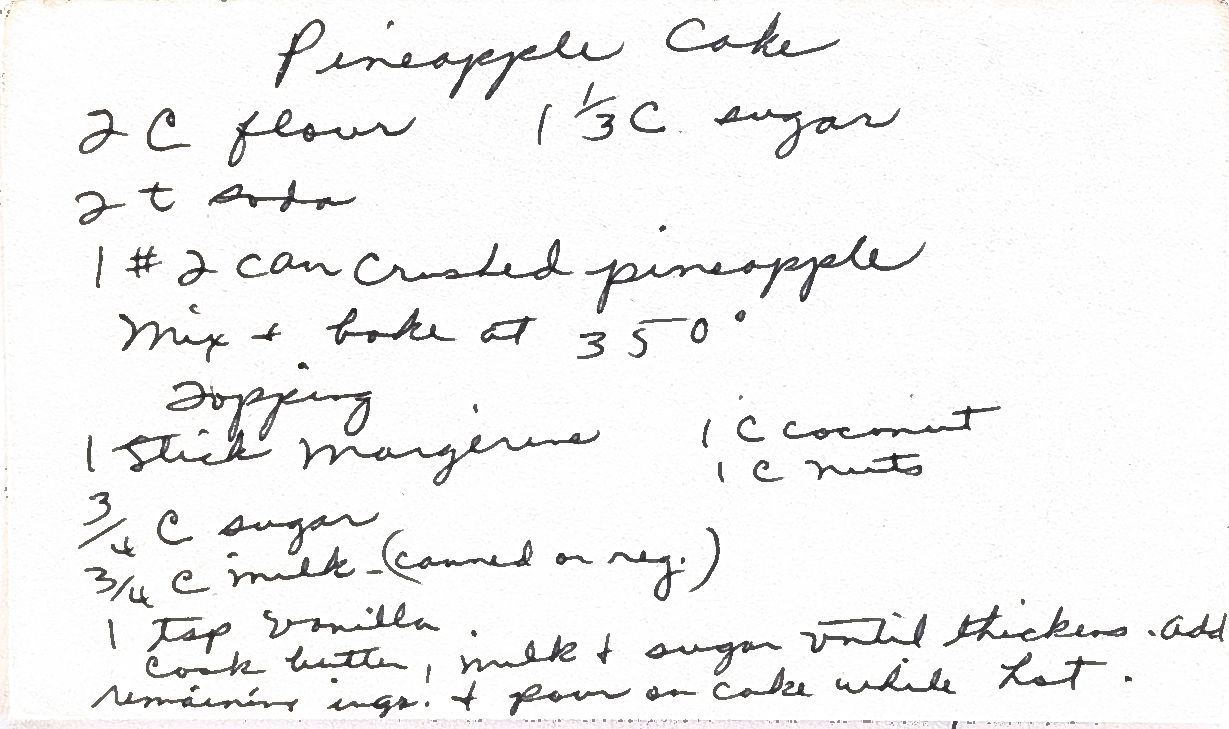 Pineapple Cake
2 C flour 1 1/3 C. sugar
2 t soda
1 # 2 can crushed pineapple
Mix + bake at 350°
Topping
1 stick margerine 1 C coconut
1 C nuts
3/4 C sugar
3/4 C milk - (canned or reg.)
1 tsp vanilla
cook butter, milk + sugar until thickens. add
remaining ingr. + pour on cake while hot.